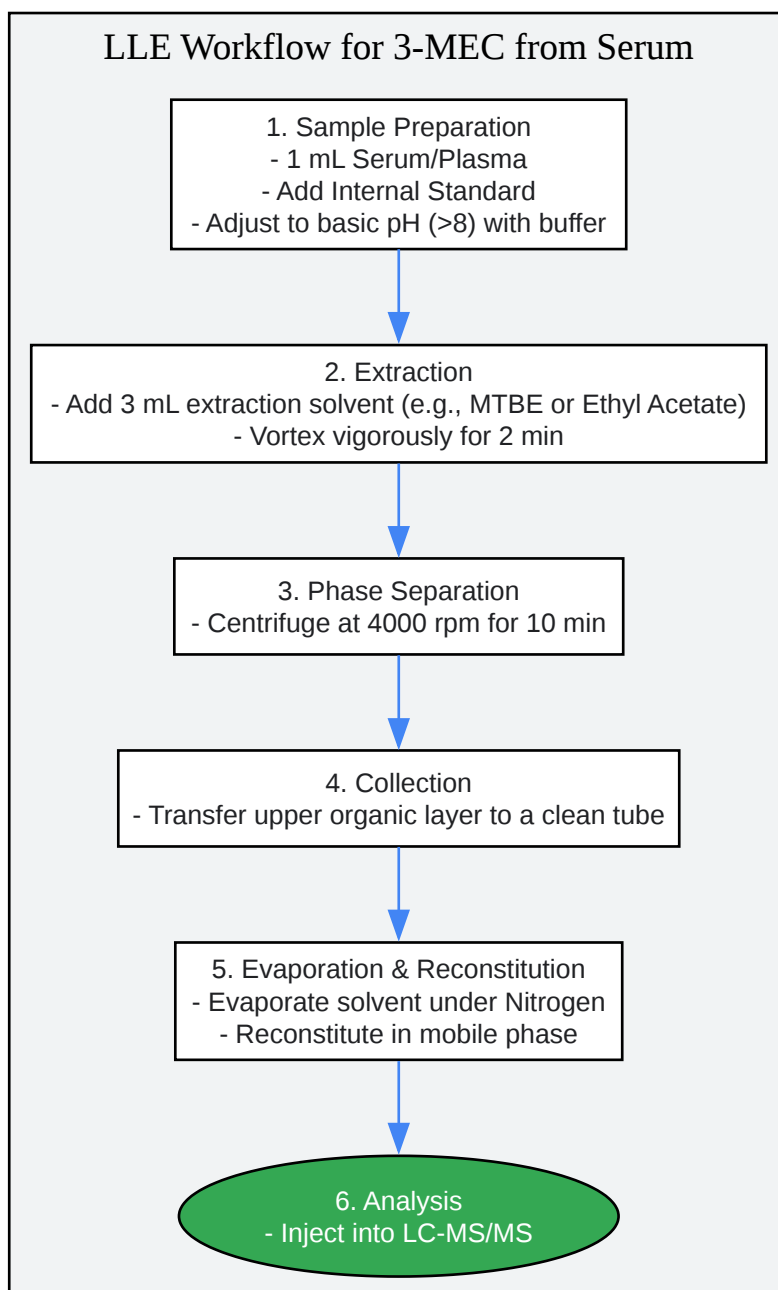 LLE Workflow for 3-MEC from Serum
1. Sample Preparation
- 1 mL Serum/Plasma
- Add Internal Standard
- Adjust to basic pH (>8) with buffer
2. Extraction
- Add 3 mL extraction solvent (e.g., MTBE or Ethyl Acetate)
- Vortex vigorously for 2 min
3. Phase Separation
- Centrifuge at 4000 rpm for 10 min
4. Collection
- Transfer upper organic layer to a clean tube
5. Evaporation & Reconstitution
- Evaporate solvent under Nitrogen
- Reconstitute in mobile phase
6. Analysis
- Inject into LC-MS/MS